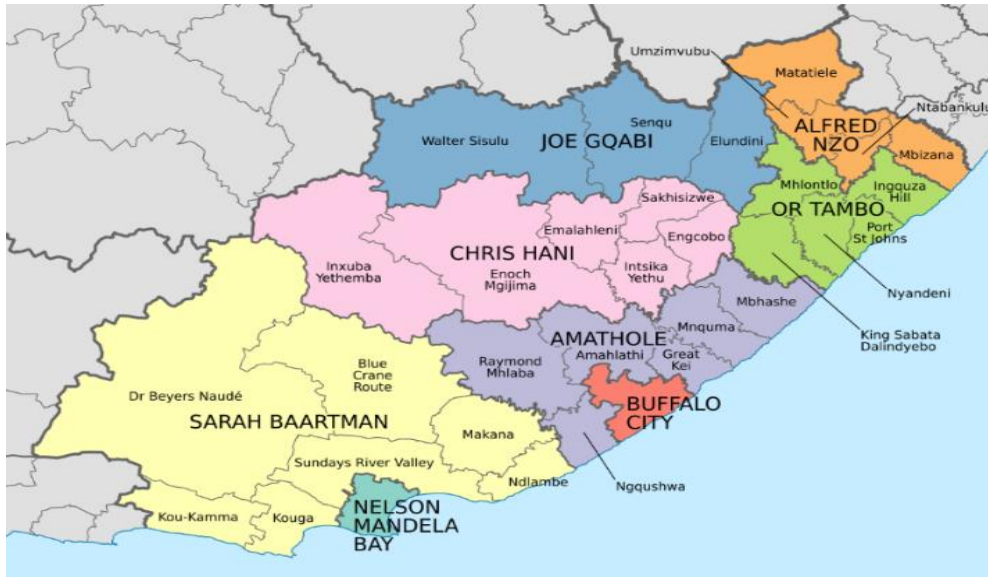 Umzimvubu
Matatiele
Ntabankulu
ALFRED
NZO
Mbizana
Walter Sisulu
Senqu
JOE GQABI
Elundini
Mhlontlo
Ingquza
Hill
OR TAMBO
Port
St Johns
Nyandeni
King Sabata
Dalindyebo
Sakhisizwe
Emalahleni
Engcobo
CHRIS HANI
Inxuba
Yethemba
Enoch
Mgijima
Intsika
Yethu
Mbhashe
Mnquma
AMATHOLE
Amahlathi
Great
Kei
Raymond
Mhlaba
BUFFALO
CITY
Ngqushwa
Blue
Crane
Route
Dr Beyers Naudé
SARAH BAARTMAN
Makana
Sundays River Valley
Ndlambe
Kou-Kamma
Kouga
NELSON
MANDELA
BAY